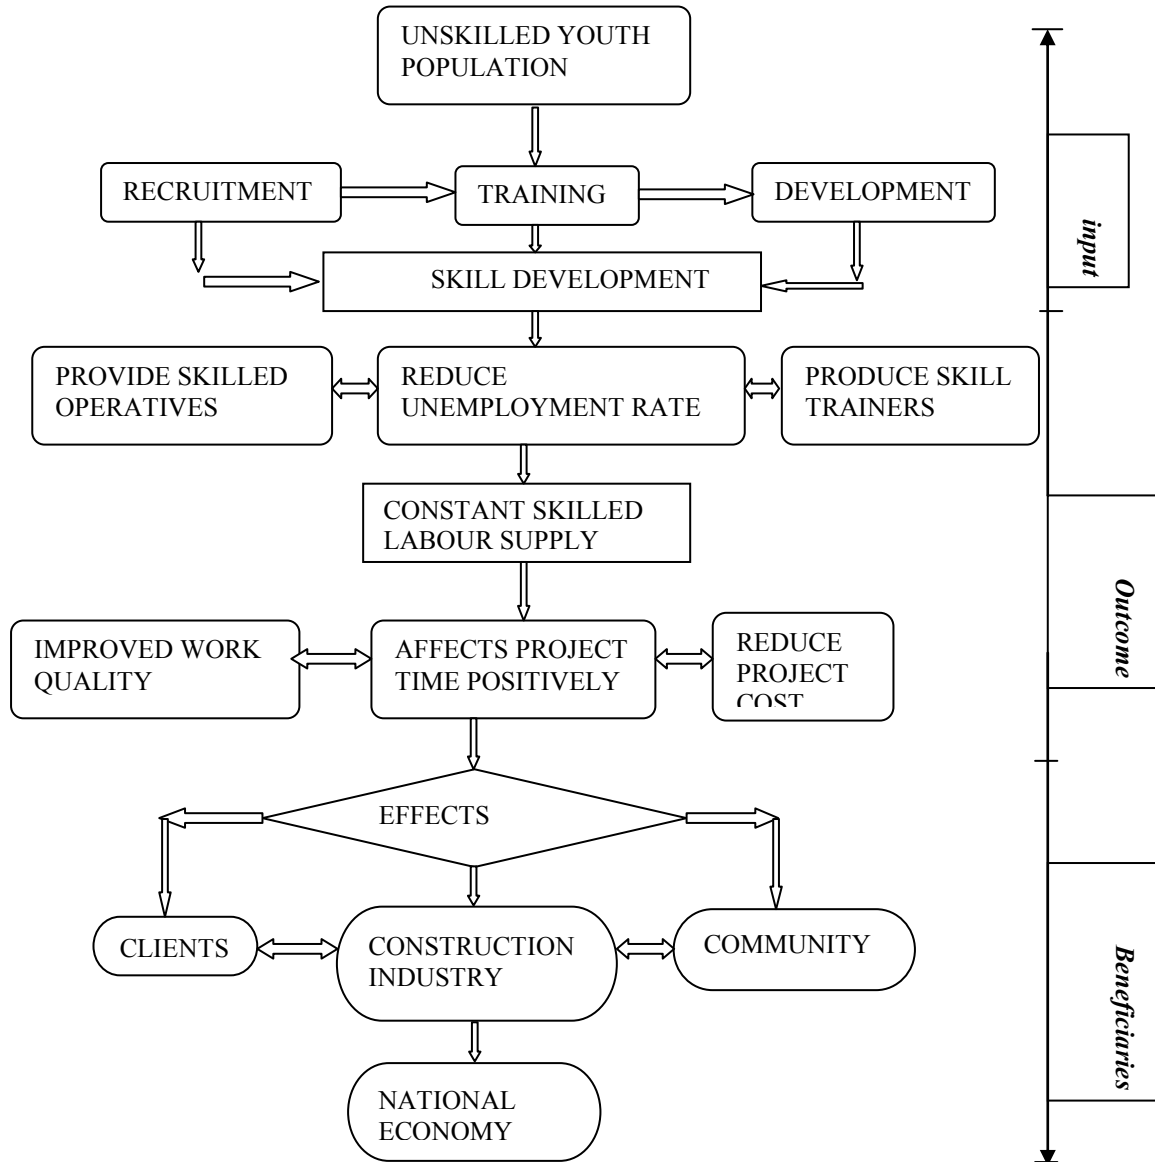 UNSKILLED YOUTH
POPULATION
RECRUITMENT
TRAINING
DEVELOPMENT
input
SKILL DEVELOPMENT
PROVIDE SKILLED
OPERATIVES
REDUCE
UNEMPLOYMENT RATE
PRODUCE SKILL
TRAINERS
CONSTANT SKILLED
LABOUR SUPPLY
Outcome
IMPROVED WORK
QUALITY
AFFECTS PROJECT
TIME POSITIVELY
REDUCE
PROJECT
COST
EFFECTS
CLIENTS
CONSTRUCTION
INDUSTRY
COMMUNITY
Beneficiaries
NATIONAL
ECONOMY